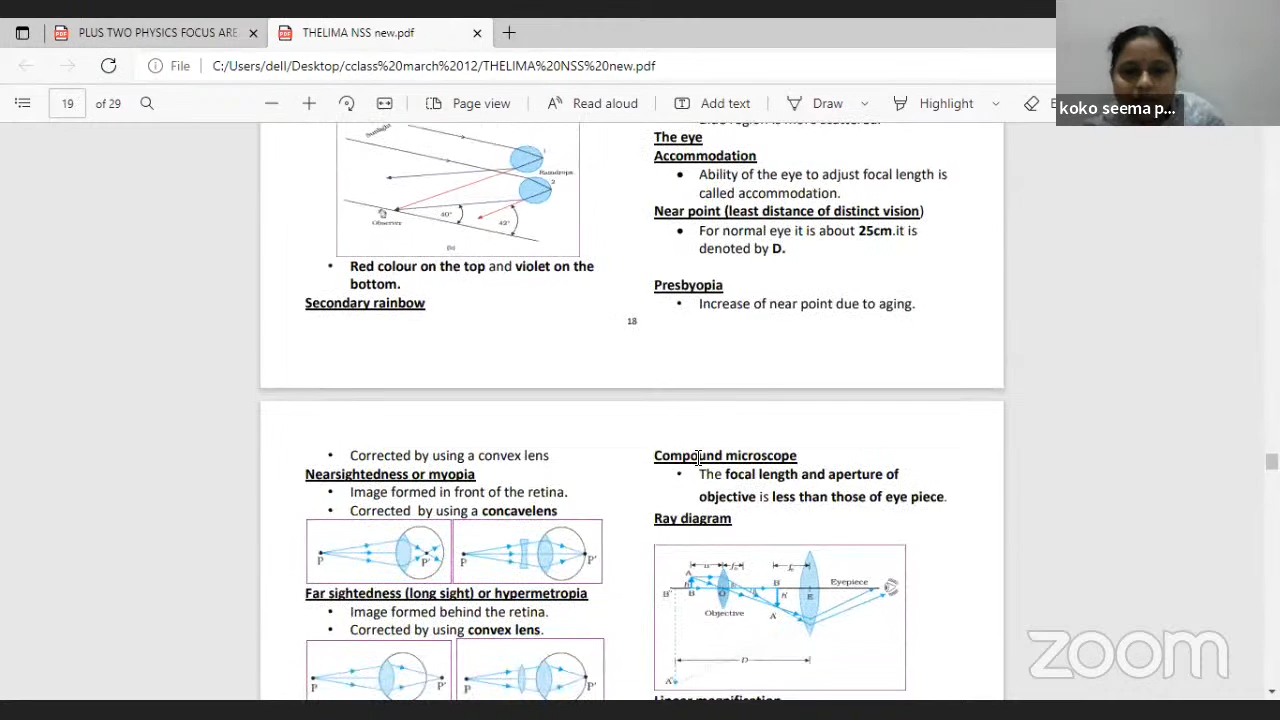 PLUS TWO PHYSICS FOCUS ARE
THELIMA NSS new.pdf
File
C:/Users/dell/Desktop/cclass%20march%2012/THELIMA%20NSS%20new.pdf
koko seema p...
19 of 29
Page view
Read aloud
Add text
Draw
Highlight
Sunlight
1
Raindrops
2
40°
42°
Observer
(b)
• Red colour on the top and violet on the
bottom.
Secondary rainbow
The eye
Accommodation
• Ability of the eye to adjust focal length is
called accommodation.
Near point (least distance of distinct vision)
• For normal eye it is about 25cm.it is
denoted by D.
Presbyopia
• Increase of near point due to aging.
18
• Corrected by using a convex lens
Nearsightedness or myopia
• Image formed in front of the retina.
• Corrected by using a concavelens
P P'
P P'
Far sightedness (long sight) or hypermetropia
• Image formed behind the retina.
• Corrected by using convex lens.
P P'
P P'
Compound microscope
• The focal length and aperture of
objective is less than those of eye piece.
Ray diagram
A
B
O
B
E
Eyepiece
Objective
A'
D
zoom